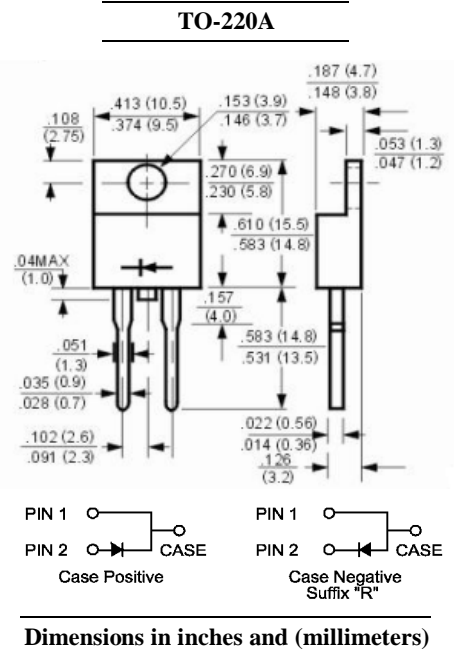 TO-220A
.187 (4.7)
.148 (3.8)
.413 (10.5)
.374 (9.5)
.153 (3.9)
.146 (3.7)
.108
(2.75)
.053 (1.3)
.047 (1.2)
.270 (6.9)
.230 (5.8)
.610 (15.5)
.583 (14.8)
.04MAX
(1.0)
.157
(4.0)
.583 (14.8)
.531 (13.5)
.051
(1.3)
.035 (0.9)
.028 (0.7)
.022 (0.56)
.014 (0.36)
.102 (2.6)
.091 (2.3)
.126
(3.2)
PIN 1
PIN 2
CASE
Case Positive
PIN 1
PIN 2
CASE
Case Negative
Suffix "R"
Dimensions in inches and (millimeters)